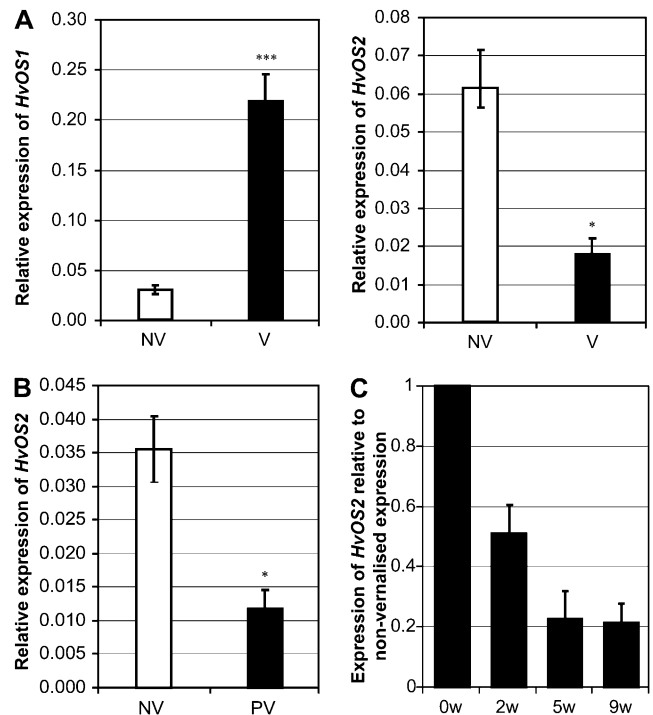 A
Relative expression of HvOS1
0.30
0.25
0.20
0.15
0.10
0.05
0.00
***
NV
V
Relative expression of HvOS2
0.08
0.07
0.06
0.05
0.04
0.03
0.02
0.01
0.00
*
NV
V
B
Relative expression of HvOS2
0.045
0.040
0.035
0.030
0.025
0.020
0.015
0.010
0.005
0.000
*
NV
PV
C
Expression of HvOS2 relative to
non-vernalised expression
1
0.8
0.6
0.4
0.2
0
0w
2w
5w
9w